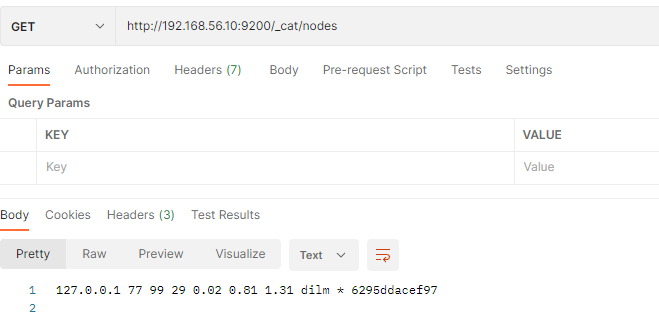 GET http://192.168.56.10:9200/_cat/nodes
Params Authorization Headers (7) Body Pre-request Script Tests Settings
Query Params
KEY VALUE
Key Value
Body Cookies Headers (3) Test Results
Pretty Raw Preview Visualize Text
1 127.0.0.1 77 99 29 0.02 0.81 1.31 dilm * 6295ddacef97
2